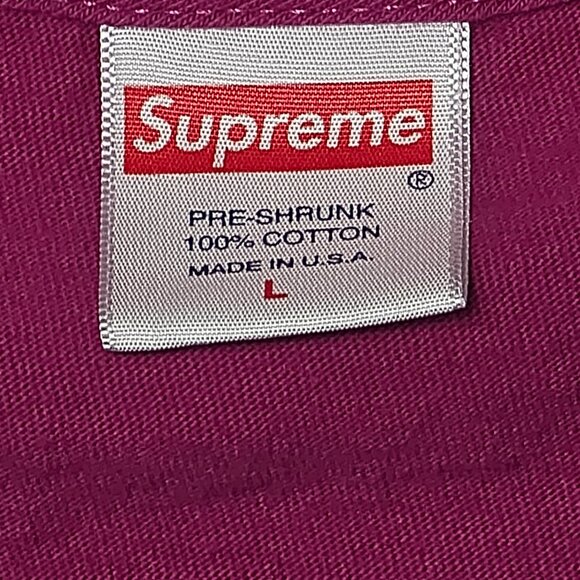 Supreme
®
PRE-SHRUNK
100% COTTON
MADE IN U.S.A.
L